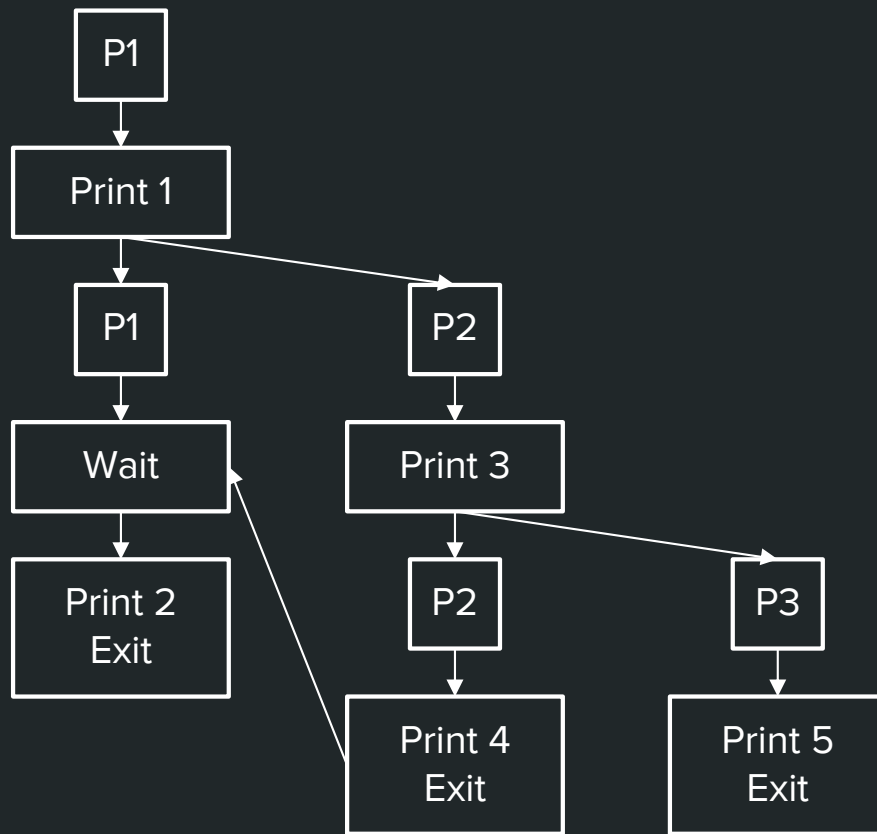 P1
Print 1
P1
P2
Wait
Print 3
Print 2
Exit
P2
P3
Print 4
Exit
Print 5
Exit